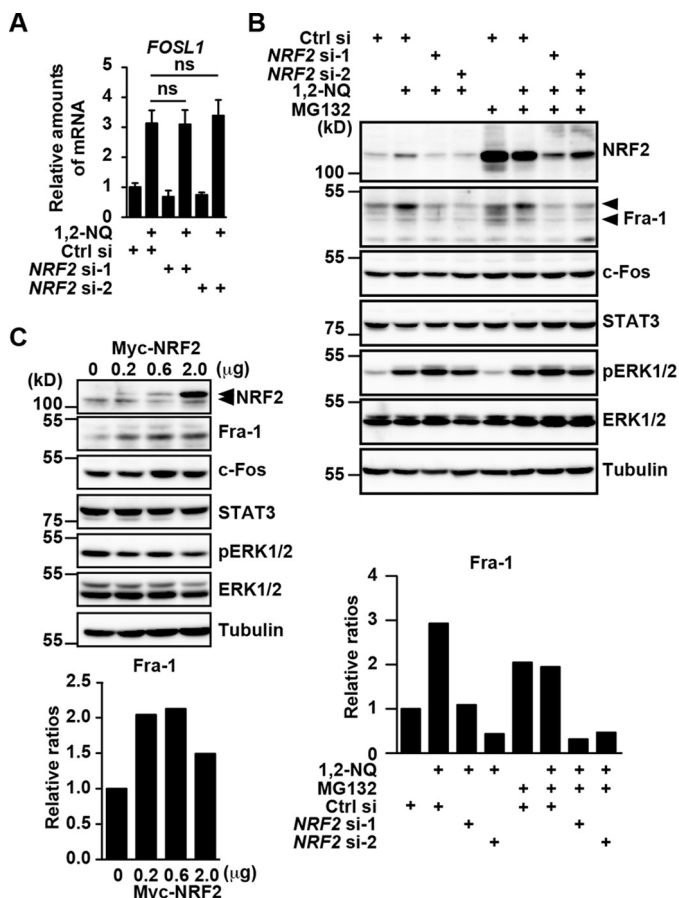 A
FOSL1
ns
ns
Relative amounts
of mRNA
5
4
3
2
1
0
1,2-NQ + + +
Ctrl si + +
NRF2 si-1 + +
NRF2 si-2 + +
B
Ctrl si + + + +
NRF2 si-1 + +
NRF2 si-2 + +
1,2-NQ + + + + + +
MG132 + + + +
(kD)
100 NRF2
55 Fra-1
55 c-Fos
75 STAT3
55 pERK1/2
55 ERK1/2
55 Tubulin
Fra-1
Relative ratios
4
3
2
1
0
1,2-NQ + + + + + +
MG132 + + + +
Ctrl si + + + +
NRF2 si-1 + +
NRF2 si-2 + +
C
Myc-NRF2
0 0.2 0.6 2.0 (μg)
(kD)
100 NRF2
55 Fra-1
55 c-Fos
75 STAT3
55 pERK1/2
55 ERK1/2
55 Tubulin
Fra-1
Relative ratios
2.5
2.0
1.5
1.0
0.5
0.0
0 0.2 0.6 2.0 (μg)
Myc-NRF2